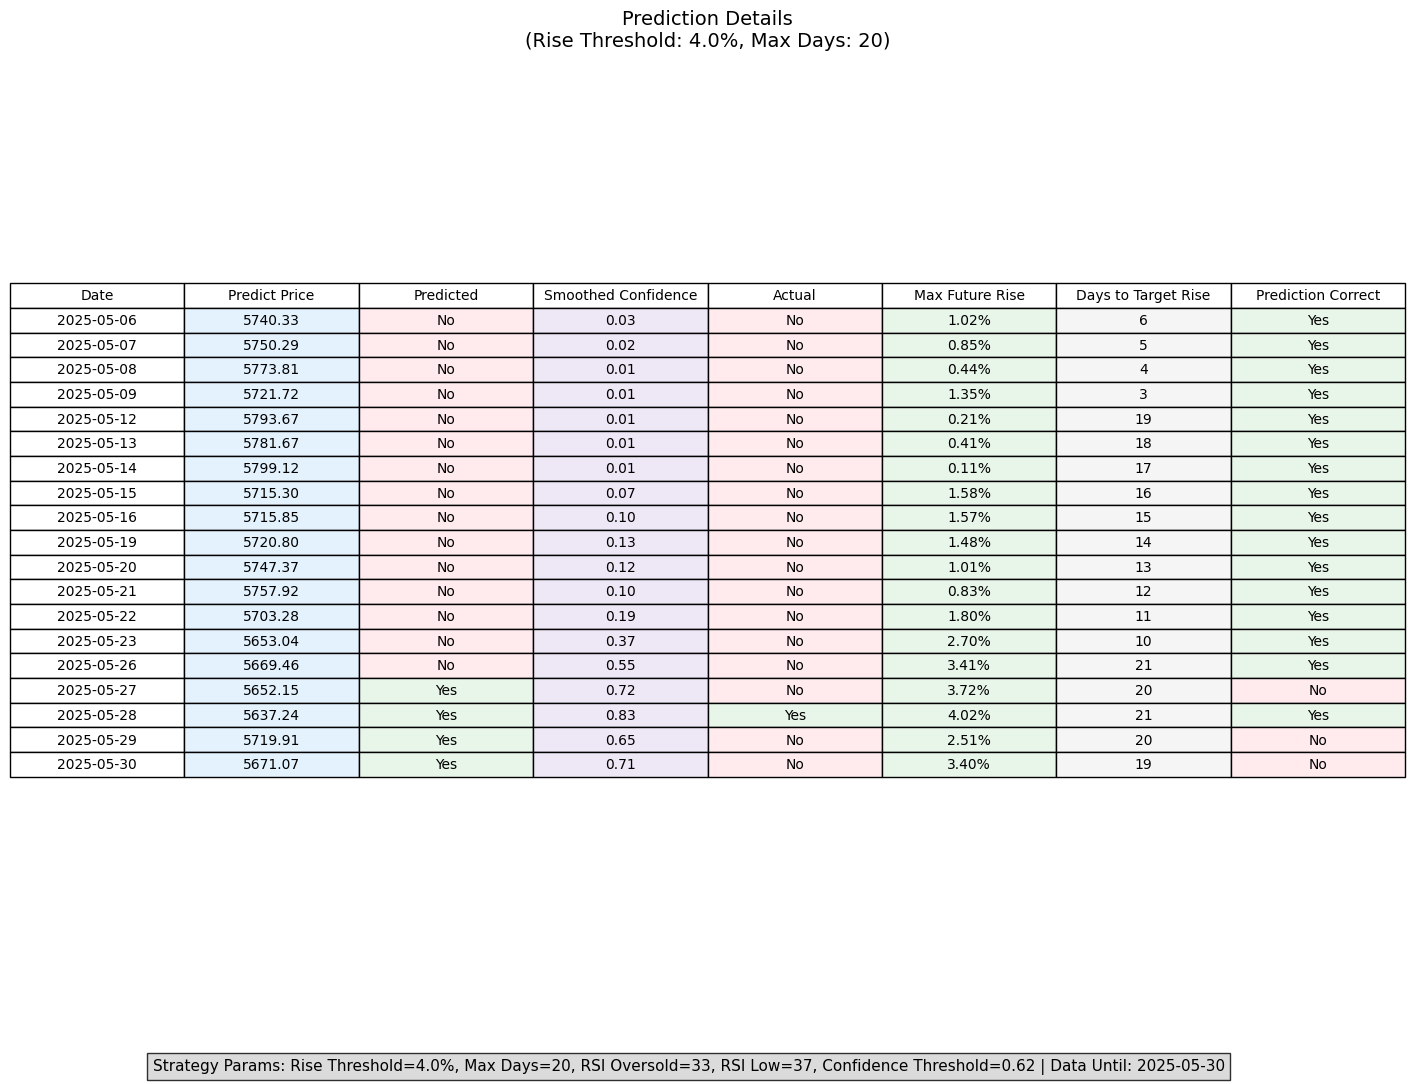 Prediction Details
(Rise Threshold: 4.0%, Max Days: 20)
Date Predict Price Predicted Smoothed Confidence Actual Max Future Rise Days to Target Rise Prediction Correct
2025-05-06 5740.33 No 0.03 No 1.02% 6 Yes
2025-05-07 5750.29 No 0.02 No 0.85% 5 Yes
2025-05-08 5773.81 No 0.01 No 0.44% 4 Yes
2025-05-09 5721.72 No 0.01 No 1.35% 3 Yes
2025-05-12 5793.67 No 0.01 No 0.21% 19 Yes
2025-05-13 5781.67 No 0.01 No 0.41% 18 Yes
2025-05-14 5799.12 No 0.01 No 0.11% 17 Yes
2025-05-15 5715.30 No 0.07 No 1.58% 16 Yes
2025-05-16 5715.85 No 0.10 No 1.57% 15 Yes
2025-05-19 5720.80 No 0.13 No 1.48% 14 Yes
2025-05-20 5747.37 No 0.12 No 1.01% 13 Yes
2025-05-21 5757.92 No 0.10 No 0.83% 12 Yes
2025-05-22 5703.28 No 0.19 No 1.80% 11 Yes
2025-05-23 5653.04 No 0.37 No 2.70% 10 Yes
2025-05-26 5669.46 No 0.55 No 3.41% 21 Yes
2025-05-27 5652.15 Yes 0.72 No 3.72% 20 No
2025-05-28 5637.24 Yes 0.83 Yes 4.02% 21 Yes
2025-05-29 5719.91 Yes 0.65 No 2.51% 20 No
2025-05-30 5671.07 Yes 0.71 No 3.40% 19 No
Strategy Params: Rise Threshold=4.0%, Max Days=20, RSI Oversold=33, RSI Low=37, Confidence Threshold=0.62 | Data Until: 2025-05-30